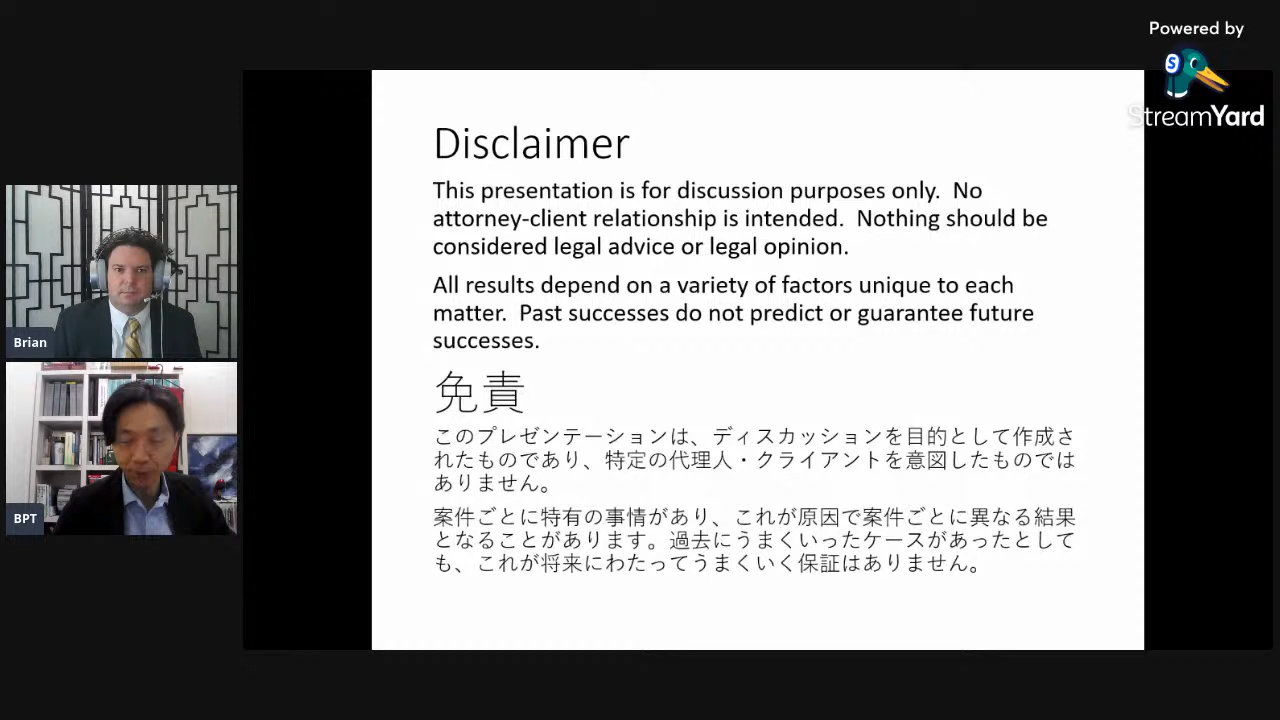 Powered by
StreamYard
Disclaimer
This presentation is for discussion purposes only.  No
attorney-client relationship is intended.  Nothing should be
considered legal advice or legal opinion.
All results depend on a variety of factors unique to each
matter.  Past successes do not predict or guarantee future
successes.
免責
このプレゼンテーションは、ディスカッションを目的として作成さ
れたものであり、特定の代理人・クライアントを意図したものでは
ありません。
案件ごとに特有の事情があり、これが原因で案件ごとに異なる結果
となることがあります。過去にうまくいったケースがあったとして
も、これが将来にわたってうまくいく保証はありません。
Brian
BPT